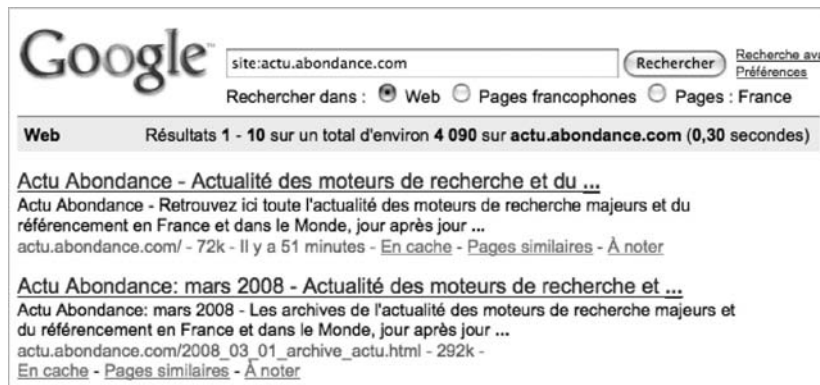 Google™
site:actu.abondance.com
Rechercher
Préférences
Rechercher dans : Web Pages francophones Pages : France
Web Résultats 1 - 10 sur un total d'environ 4 090 sur actu.abondance.com (0,30 secondes)
Actu Abondance - Actualité des moteurs de recherche et du ...
Actu Abondance - Retrouvez ici toute l'actualité des moteurs de recherche majeurs et du
référencement en France et dans le Monde, jour après jour ...
actu.abondance.com/ - 72k - Il y a 51 minutes - En cache - Pages similaires - À noter
Actu Abondance: mars 2008 - Actualité des moteurs de recherche et ...
Actu Abondance: mars 2008 - Les archives de l'actualité des moteurs de recherche majeurs et
du référencement en France et dans le Monde, jour après jour ...
actu.abondance.com/2008_03_01_archive_actu.html - 292k -
En cache - Pages similaires - À noter